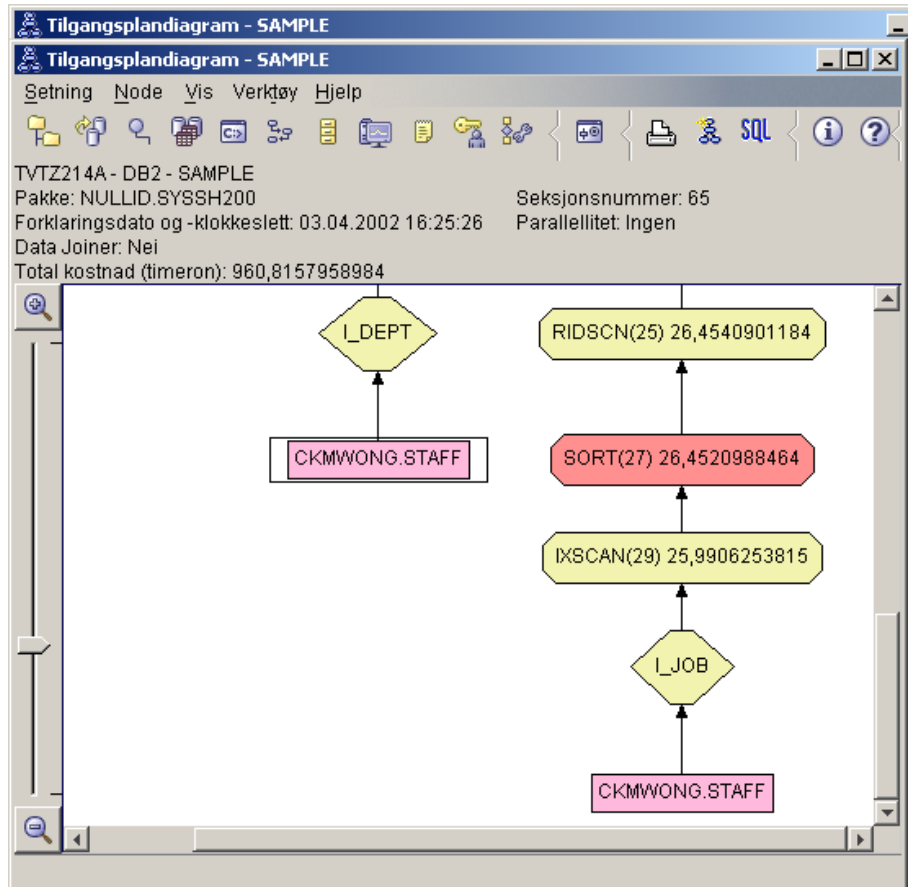 Tilgangsplandiagram - SAMPLE
Tilgangsplandiagram - SAMPLE
Setning Node Vis Verktøy Hjelp
C:> SQL i ?
TVTZ214A - DB2 - SAMPLE
Pakke: NULLID.SYSSH200 Seksjonsnummer: 65
Forklaringsdato og -klokkeslett: 03.04.2002 16:25:26 Parallellitet: Ingen
Data Joiner: Nei
Total kostnad (timeron): 960,8157958984
I_DEPT
RIDSCN(25) 26,4540901184
CKMWONG.STAFF
SORT(27) 26,4520988464
IXSCAN(29) 25,9906253815
I_JOB
CKMWONG.STAFF